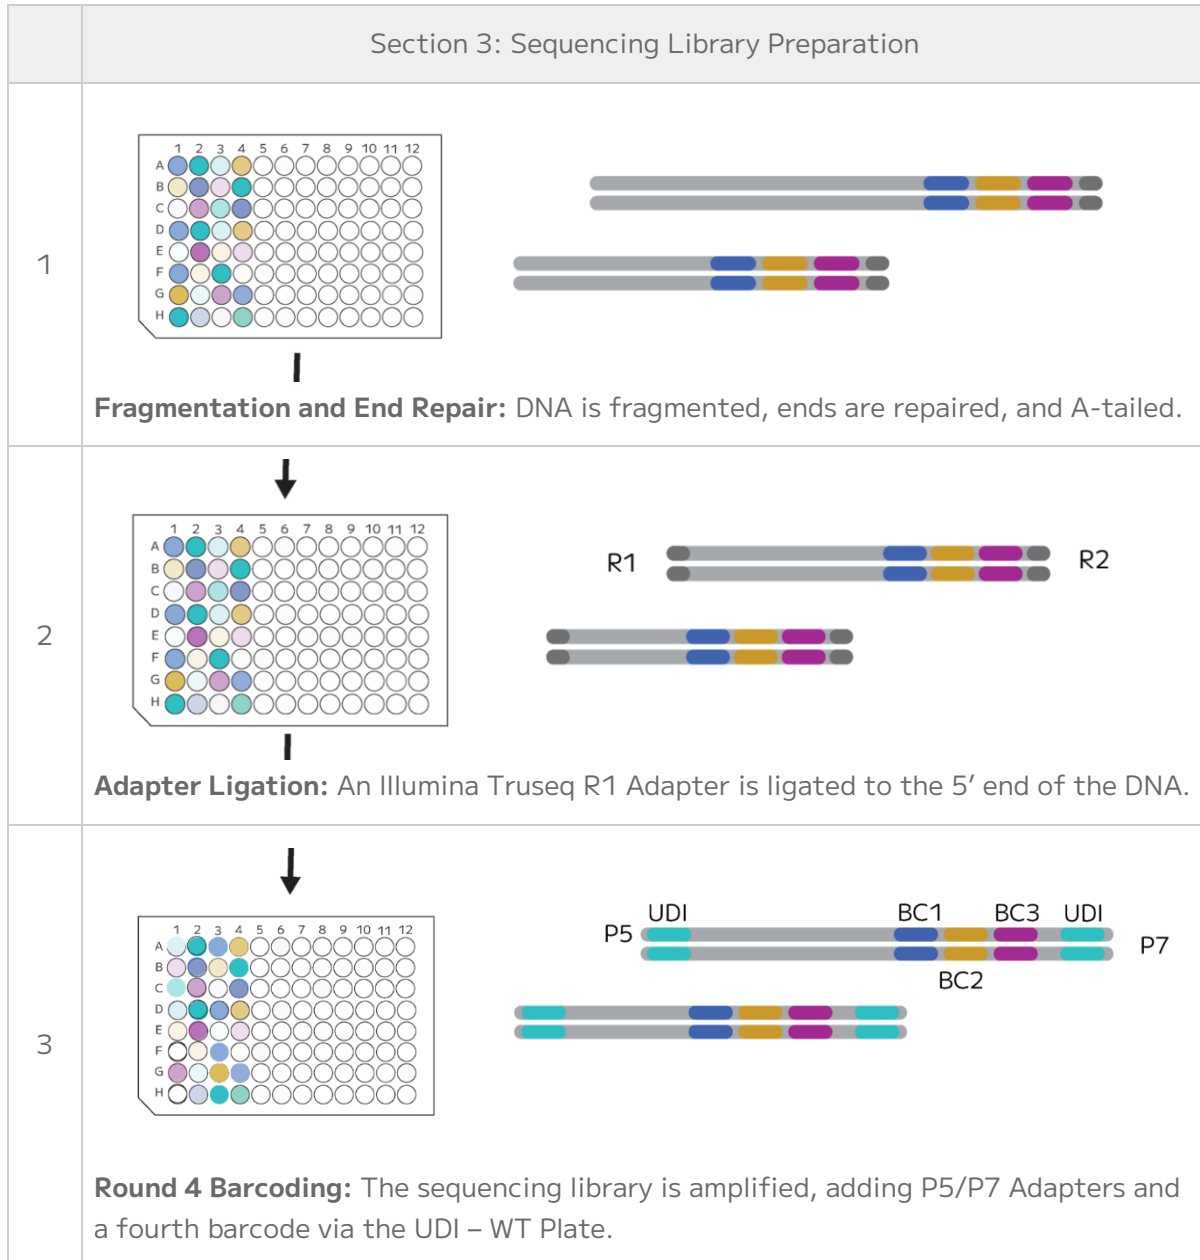 Section 3: Sequencing Library Preparation
1
1 2 3 4 5 6 7 8 9 10 11 12
A
B
C
D
E
F
G
H
Fragmentation and End Repair: DNA is fragmented, ends are repaired, and A-tailed.
2
1 2 3 4 5 6 7 8 9 10 11 12
A
B
C
D
E
F
G
H
R1 R2
Adapter Ligation: An Illumina Truseq R1 Adapter is ligated to the 5′ end of the DNA.
3
1 2 3 4 5 6 7 8 9 10 11 12
A
B
C
D
E
F
G
H
UDI BC1 BC3 UDI
P5 P7
BC2
Round 4 Barcoding: The sequencing library is amplified, adding P5/P7 Adapters and
a fourth barcode via the UDI – WT Plate.